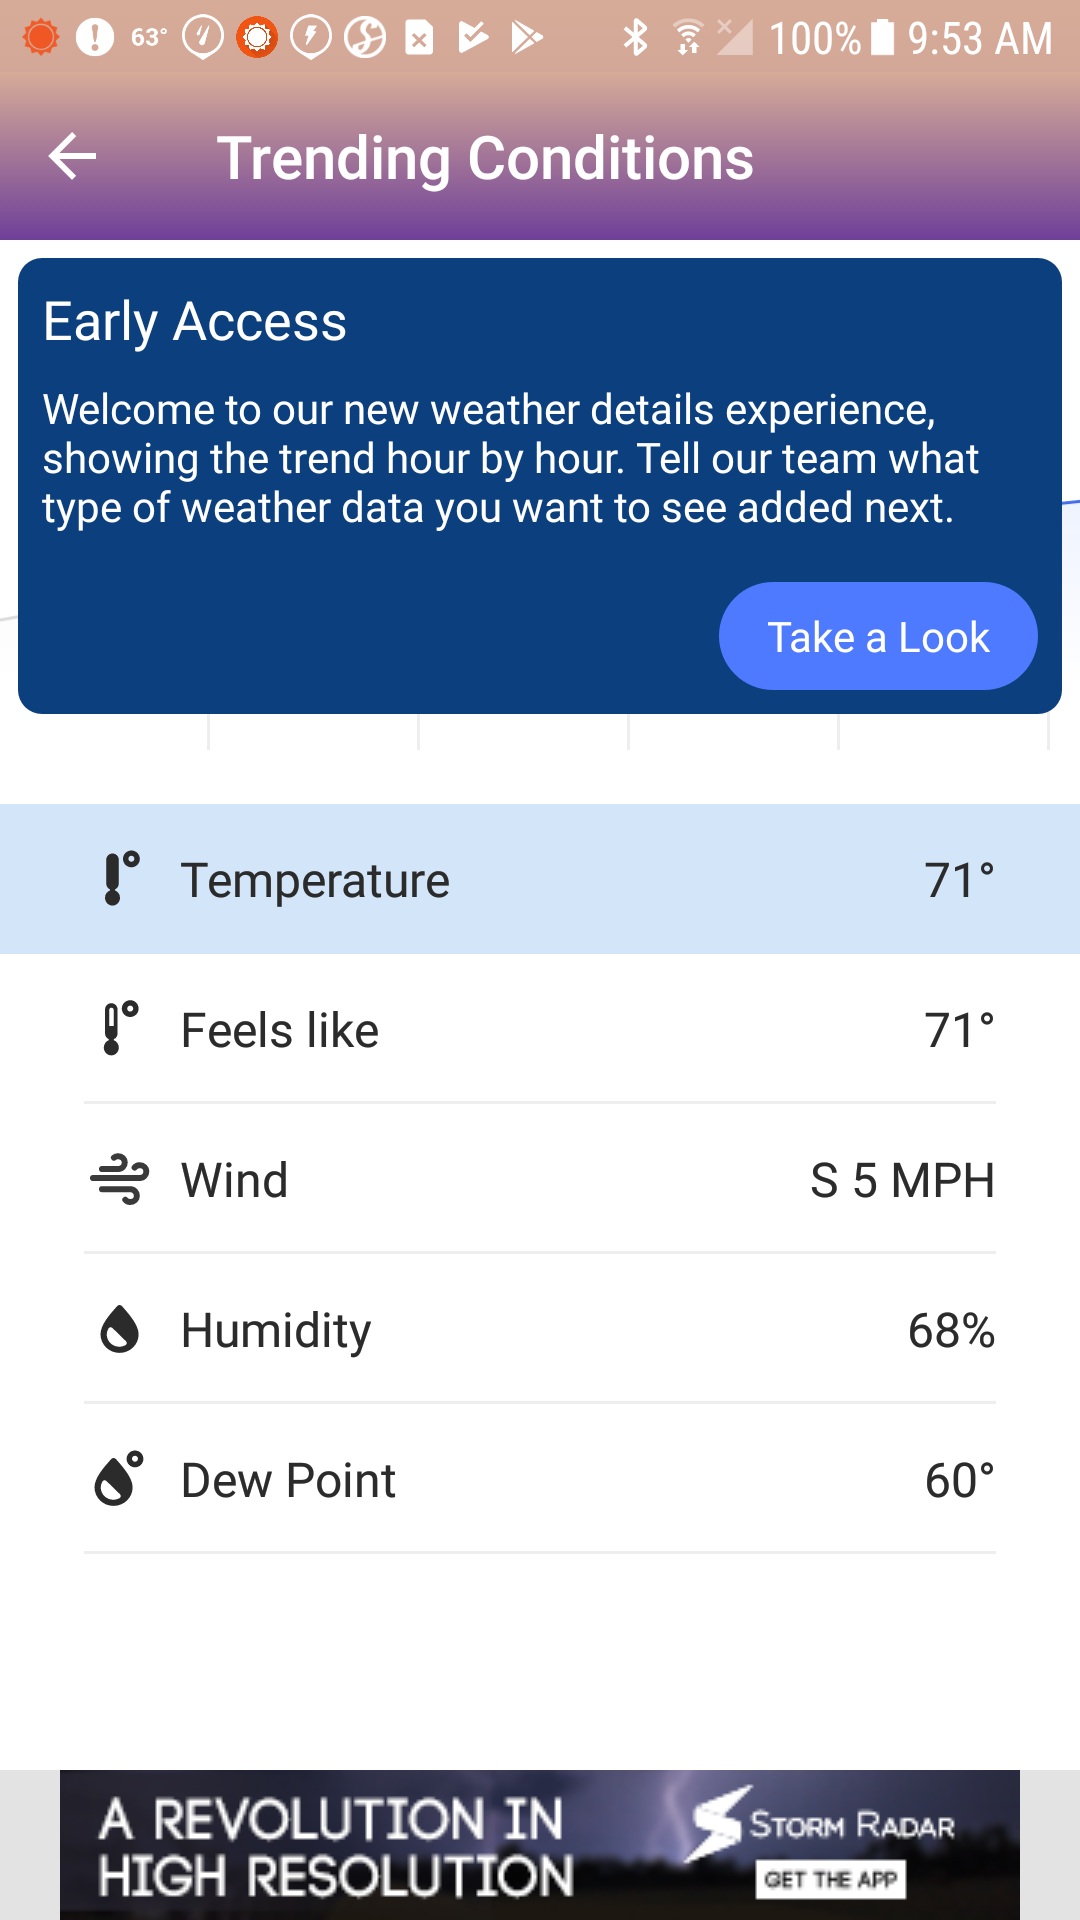 63° 100% 9:53 AM
Trending Conditions
Early Access
Welcome to our new weather details experience,
showing the trend hour by hour. Tell our team what
type of weather data you want to see added next.
Take a Look
Temperature 71°
Feels like 71°
Wind S 5 MPH
Humidity 68%
Dew Point 60°
A REVOLUTION IN
HIGH RESOLUTION
STORM RADAR
GET THE APP